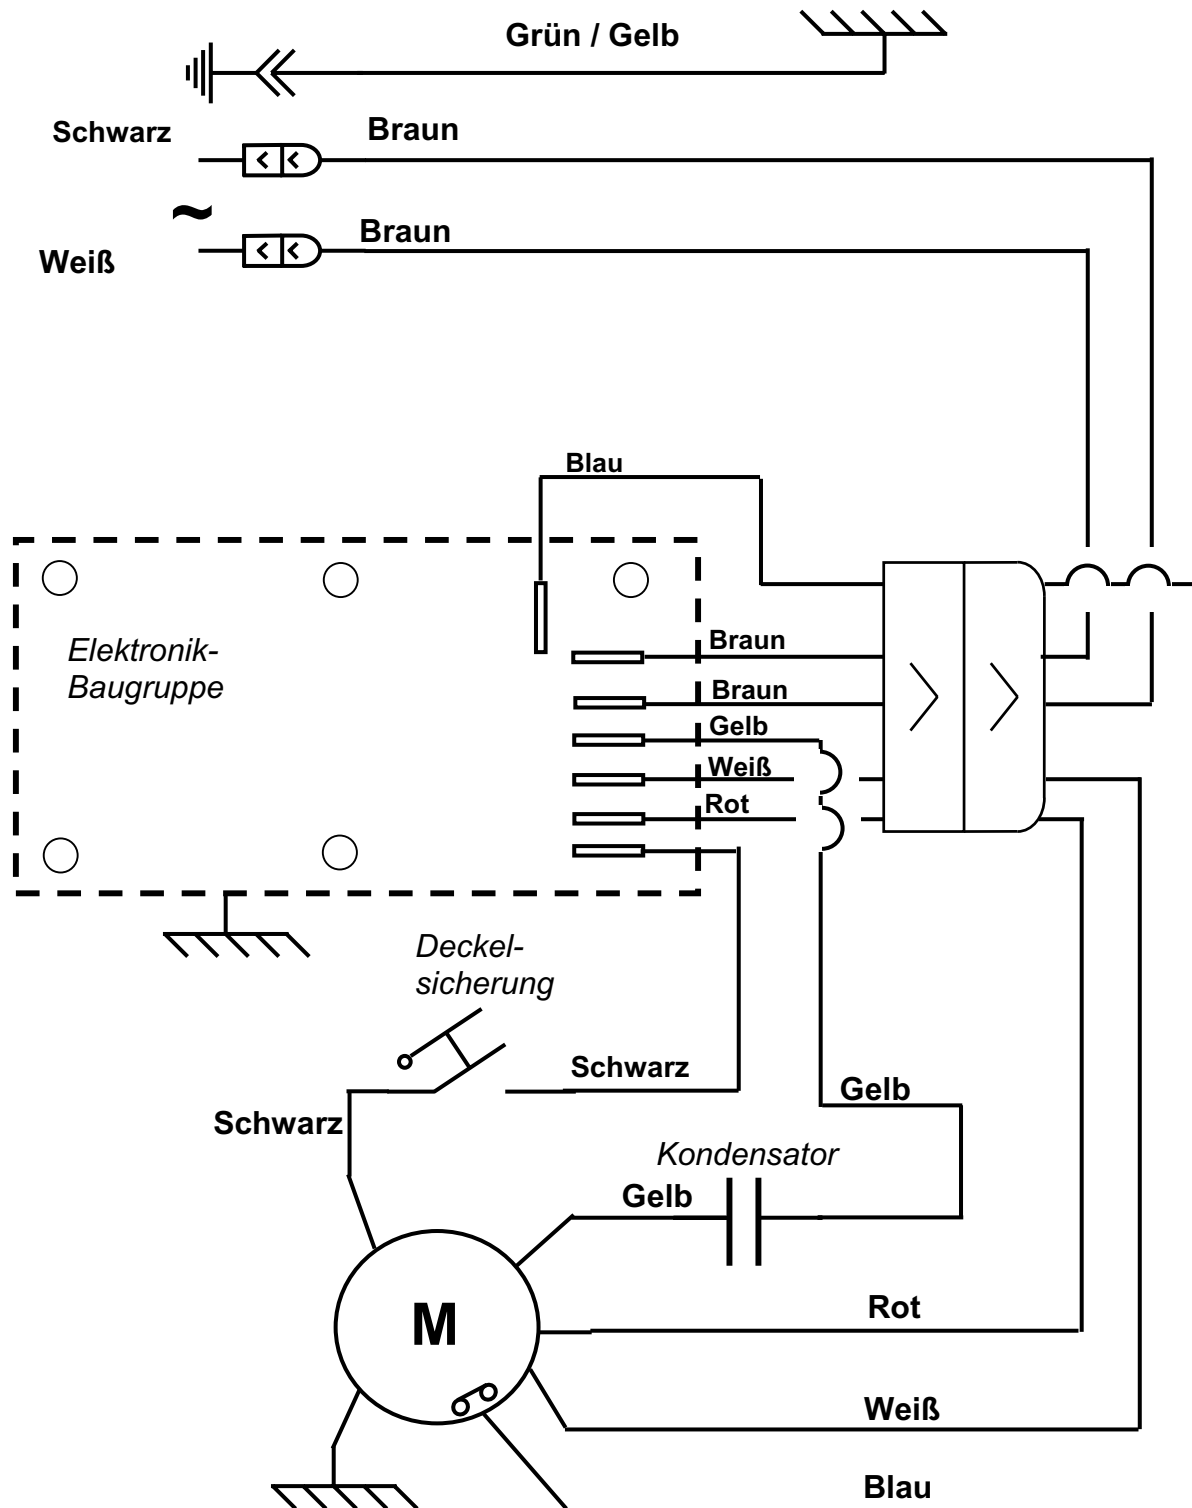 Grün / Gelb
Schwarz
Braun
~
Braun
Weiß
Blau
Elektronik-
Baugruppe
Braun
Braun
Gelb
Weiß
Rot
Deckel-
sicherung
Schwarz
Schwarz
Gelb
Kondensator
Gelb
M
Rot
Weiß
Blau